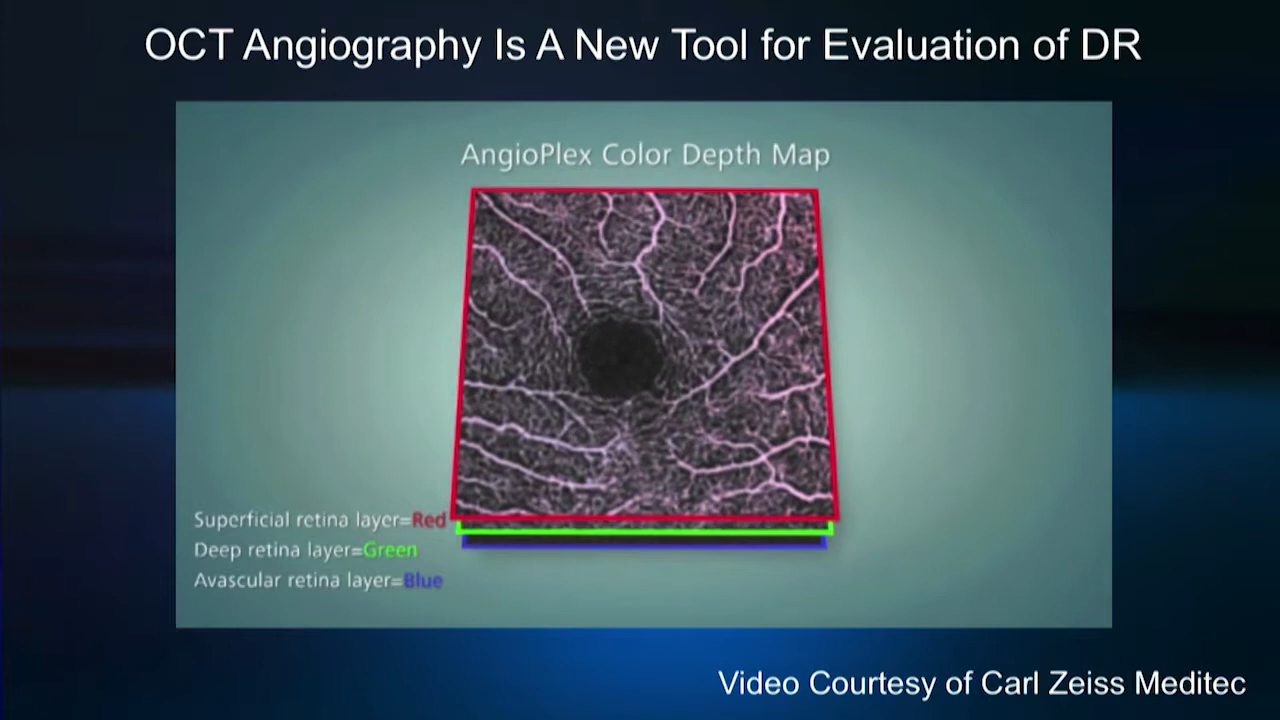 OCT Angiography Is A New Tool for Evaluation of DR
AngioPlex Color Depth Map
Superficial retina layer=Red
Deep retina layer=Green
Avascular retina layer=Blue
Video Courtesy of Carl Zeiss Meditec